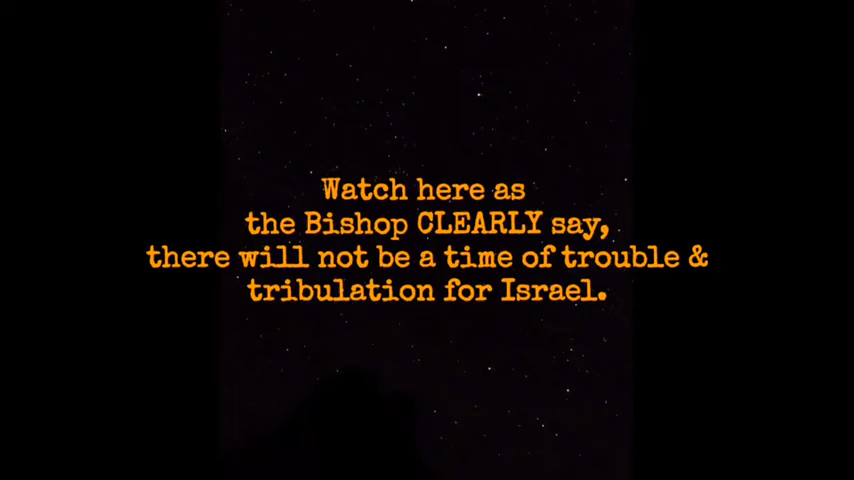 Watch here as
the Bishop CLEARLY say,
there will not be a time of trouble &
tribulation for Israel.